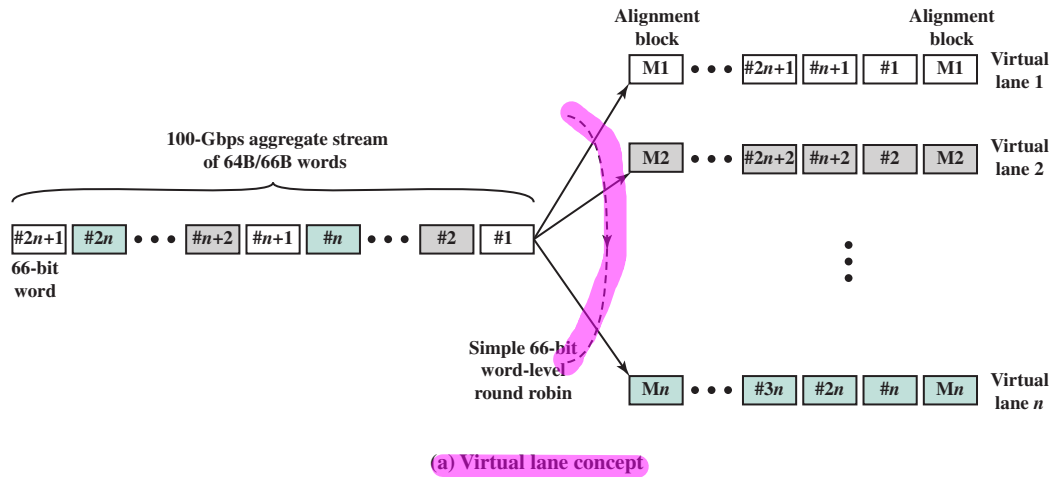 Alignment
block
Alignment
block
M1 ••• #2n+1 #n+1 #1 M1
Virtual
lane 1
100-Gbps aggregate stream
of 64B/66B words
M2 ••• #2n+2 #n+2 #2 M2
Virtual
lane 2
#2n+1 #2n ••• #n+2 #n+1 #n ••• #2 #1
66-bit
word
Simple 66-bit
word-level
round robin
Mn ••• #3n #2n #n Mn
Virtual
lane n
(a) Virtual lane concept